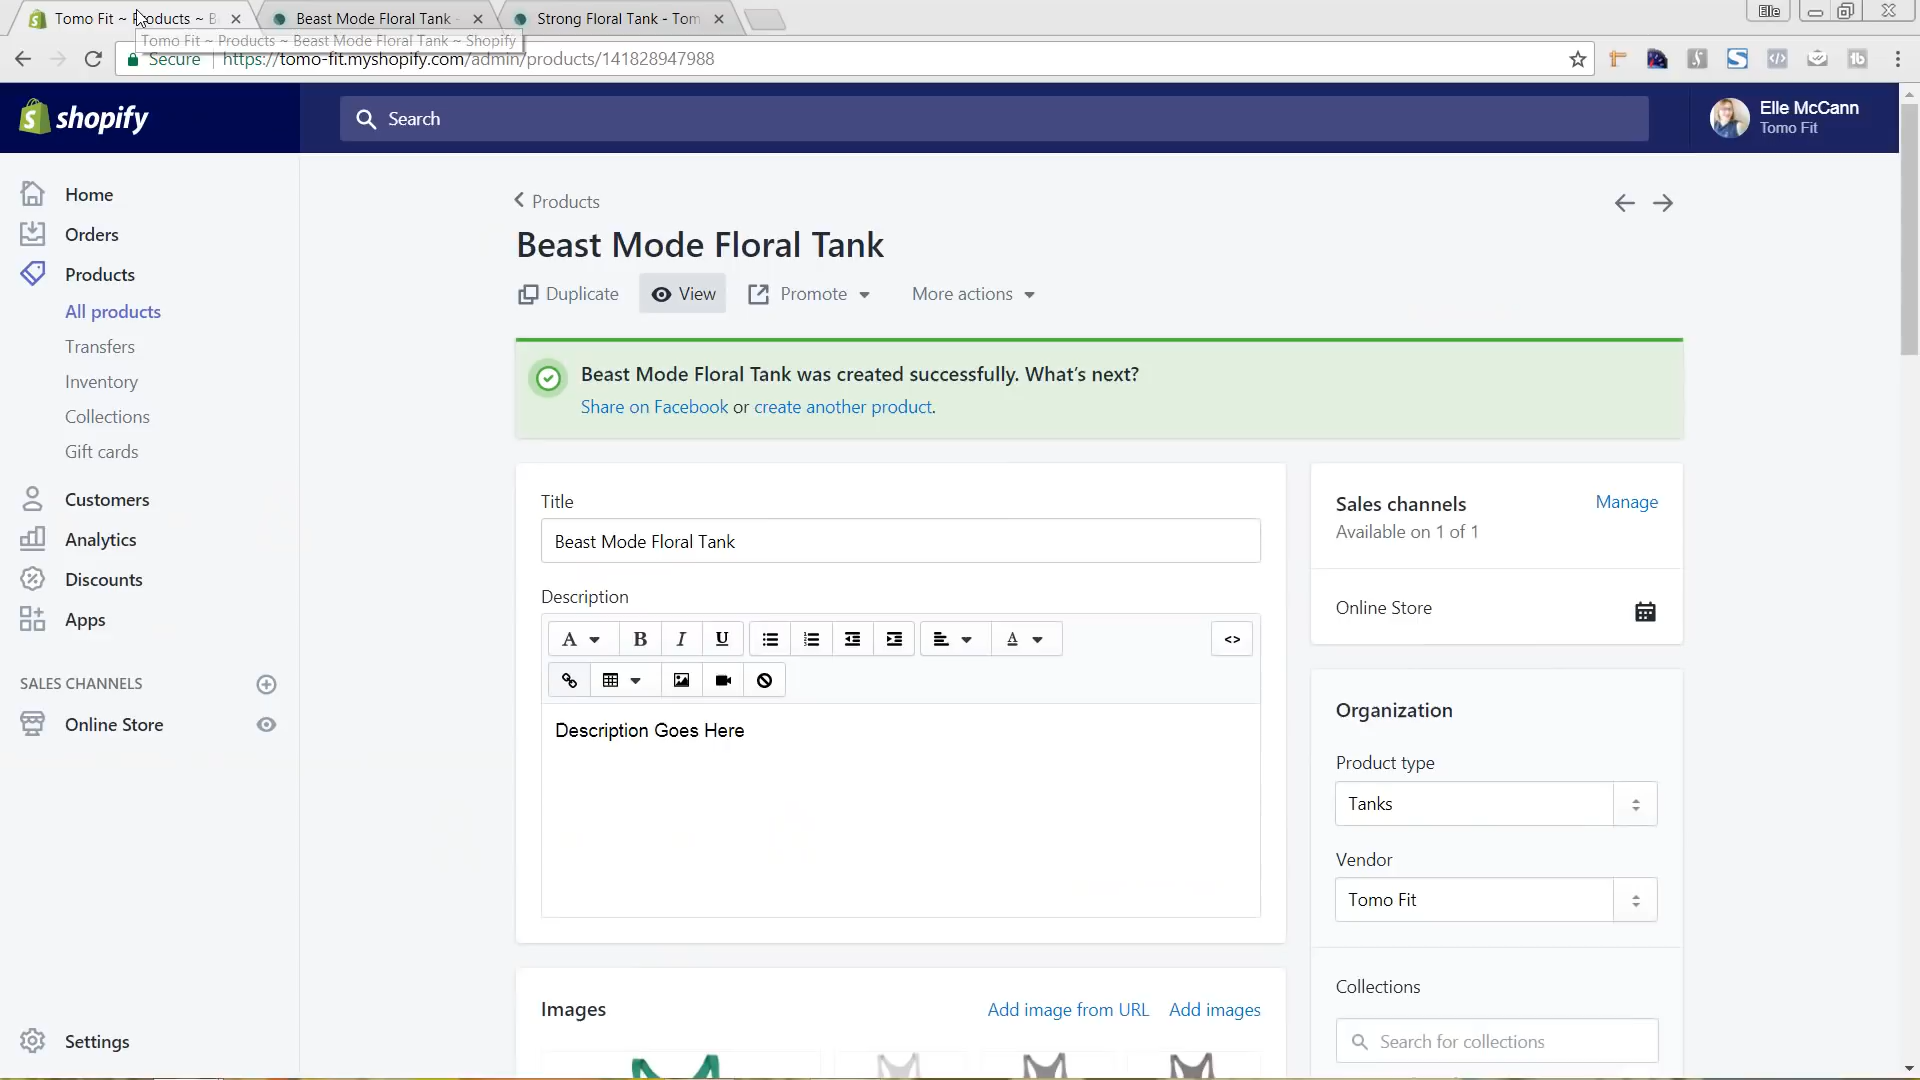 Tomo Fit ~ Products ~ B
Beast Mode Floral Tank -
Strong Floral Tank - Tom
Elle
Tomo Fit ~ Products ~ Beast Mode Floral Tank ~ Shopify
Secure https://tomo-fit.myshopify.com/admin/products/141828947988
shopify
Search
Elle McCann
Tomo Fit
Home
Orders
Products
All products
Transfers
Inventory
Collections
Gift cards
Customers
Analytics
Discounts
Apps
SALES CHANNELS
Online Store
Settings
Products
Beast Mode Floral Tank
Duplicate View Promote More actions
Beast Mode Floral Tank was created successfully. What's next?
Share on Facebook or create another product.
Title
Beast Mode Floral Tank
Description
A B I U A <>
Description Goes Here
Images Add image from URL Add images
Sales channels Manage
Available on 1 of 1
Online Store
Organization
Product type
Tanks
Vendor
Tomo Fit
Collections
Search for collections